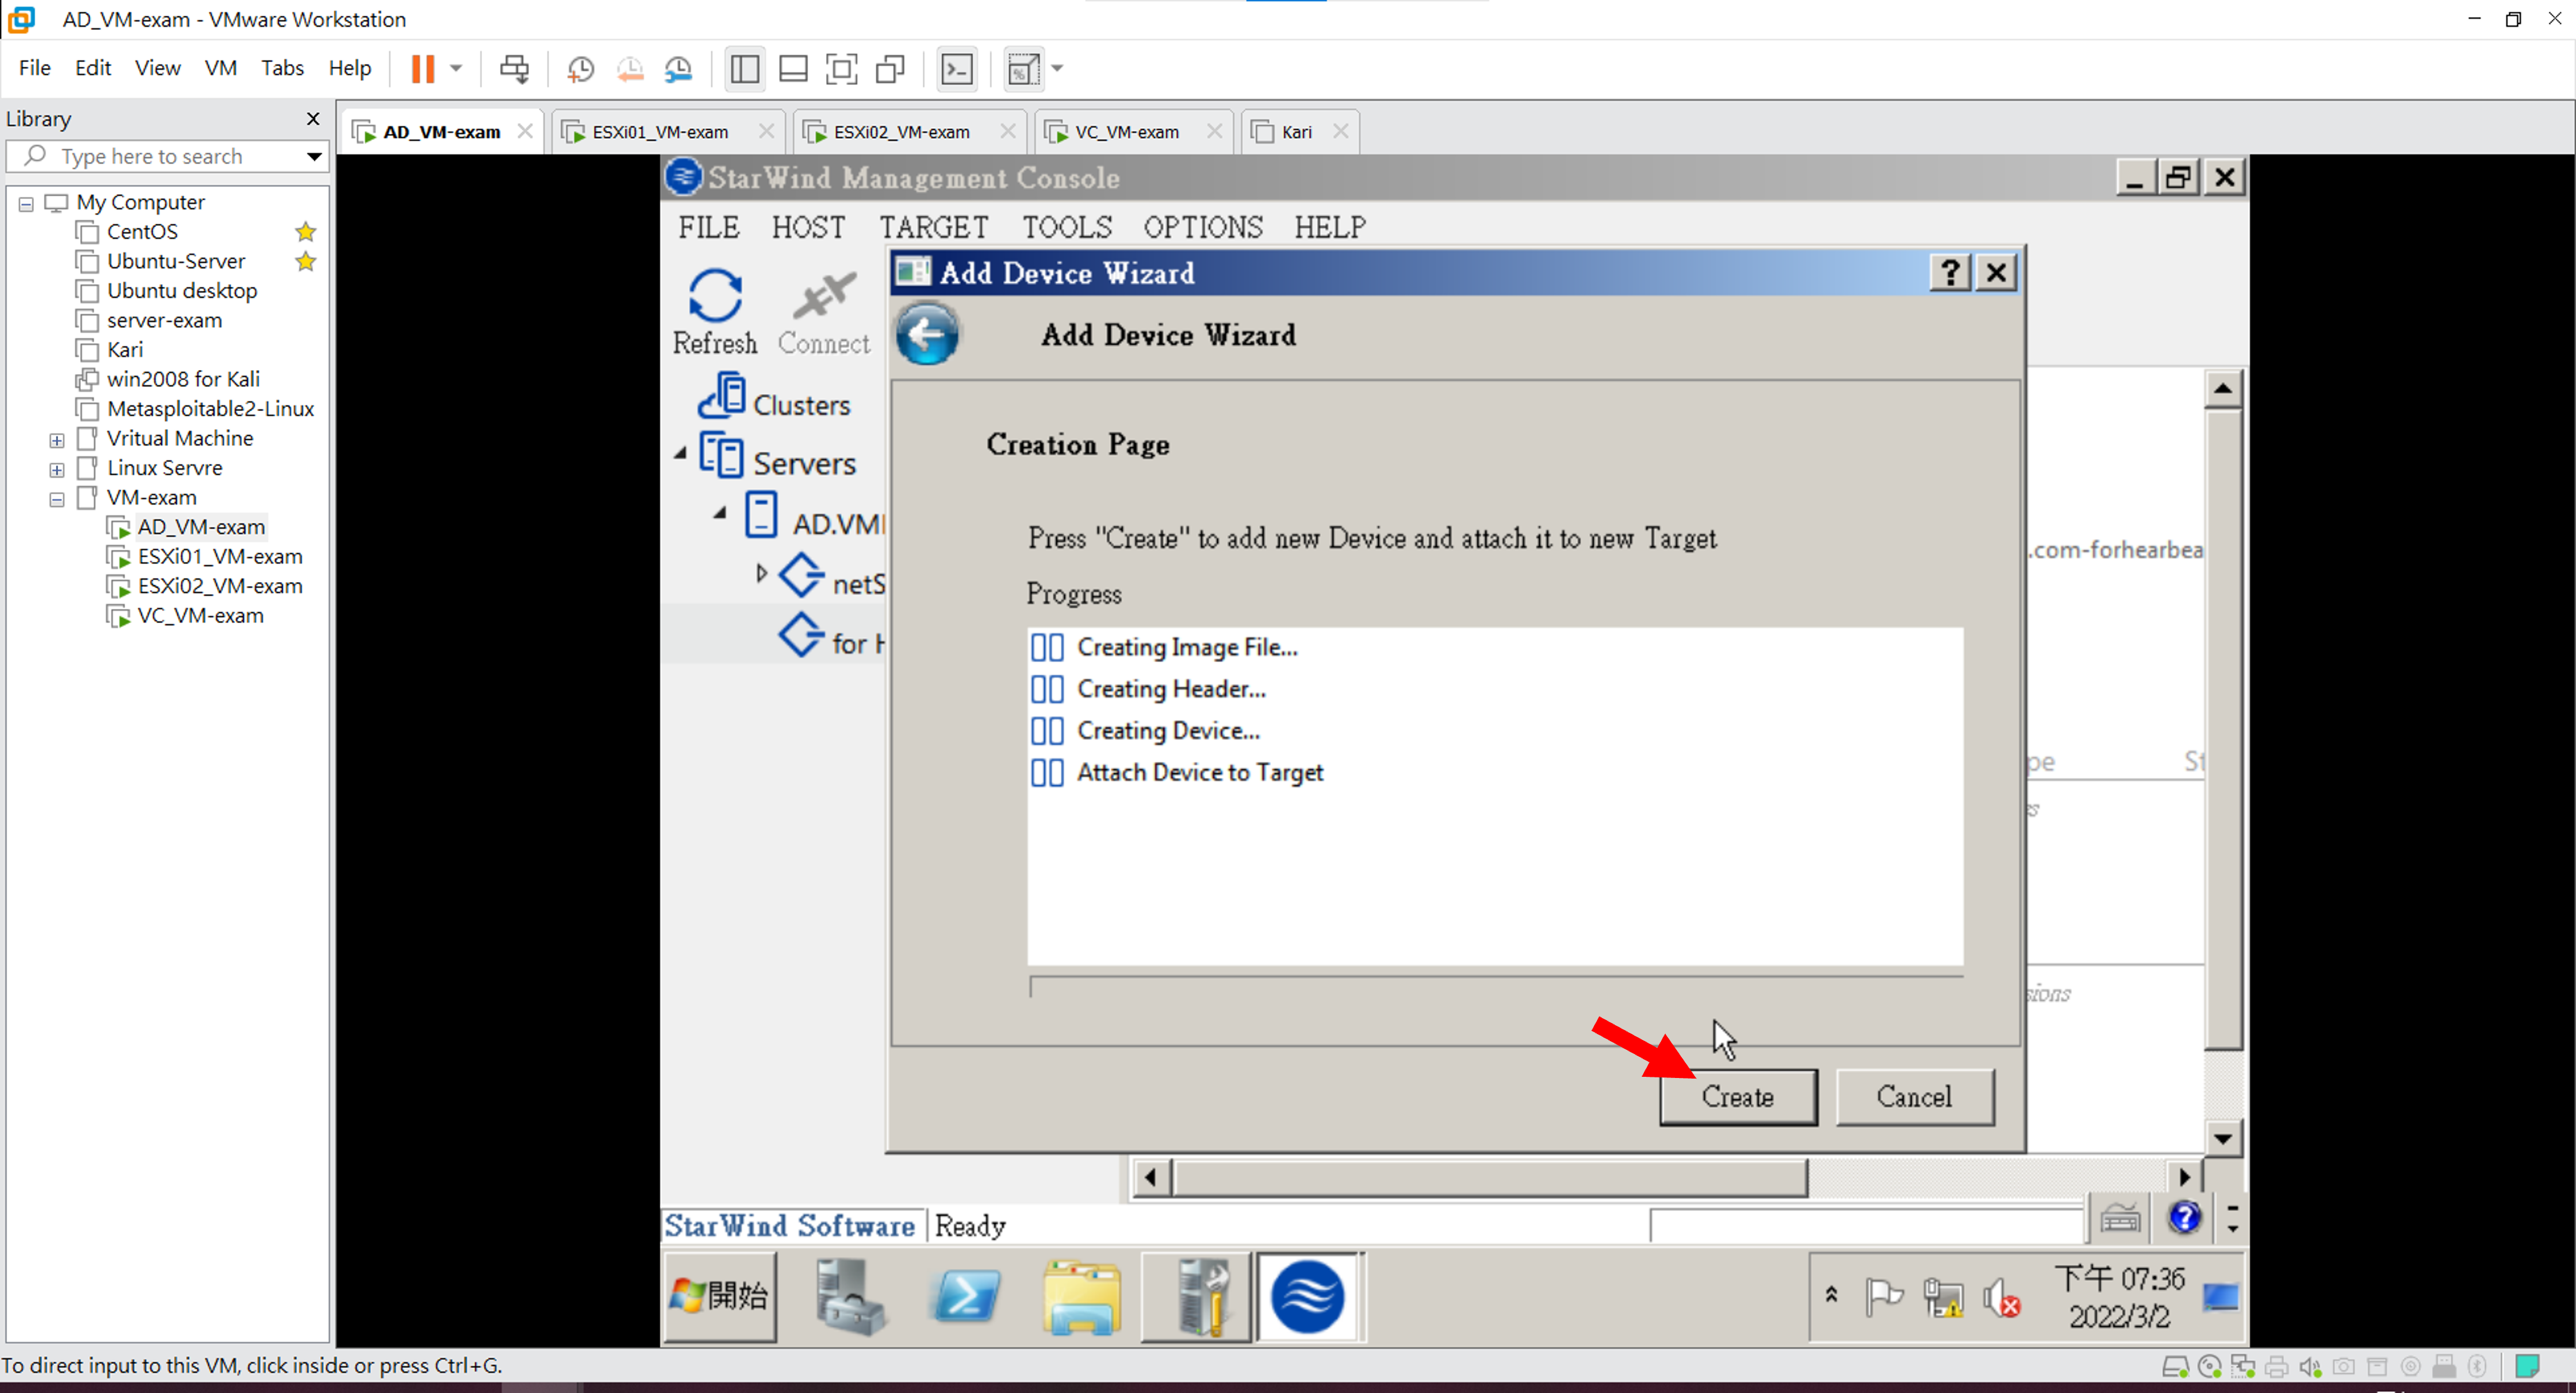 AD_VM-exam - VMware Workstation
File Edit View VM Tabs Help
Library
Type here to search
My Computer
CentOS
Ubuntu-Server
Ubuntu desktop
server-exam
Kari
win2008 for Kali
Metasploitable2-Linux
Vritual Machine
Linux Servre
VM-exam
AD_VM-exam
ESXi01_VM-exam
ESXi02_VM-exam
VC_VM-exam
AD_VM-exam ESXi01_VM-exam ESXi02_VM-exam VC_VM-exam Kari
StarWind Management Console
FILE HOST TARGET TOOLS OPTIONS HELP
Refresh Connect
Clusters
Servers
AD.VM
netS
for H
Add Device Wizard
Add Device Wizard
Creation Page
Press "Create" to add new Device and attach it to new Target
Progress
Creating Image File...
Creating Header...
Creating Device...
Attach Device to Target
.com-forhearbea
pe St
sions
Create Cancel
StarWind Software Ready
開始
下午 07:36
2022/3/2
To direct input to this VM, click inside or press Ctrl+G.